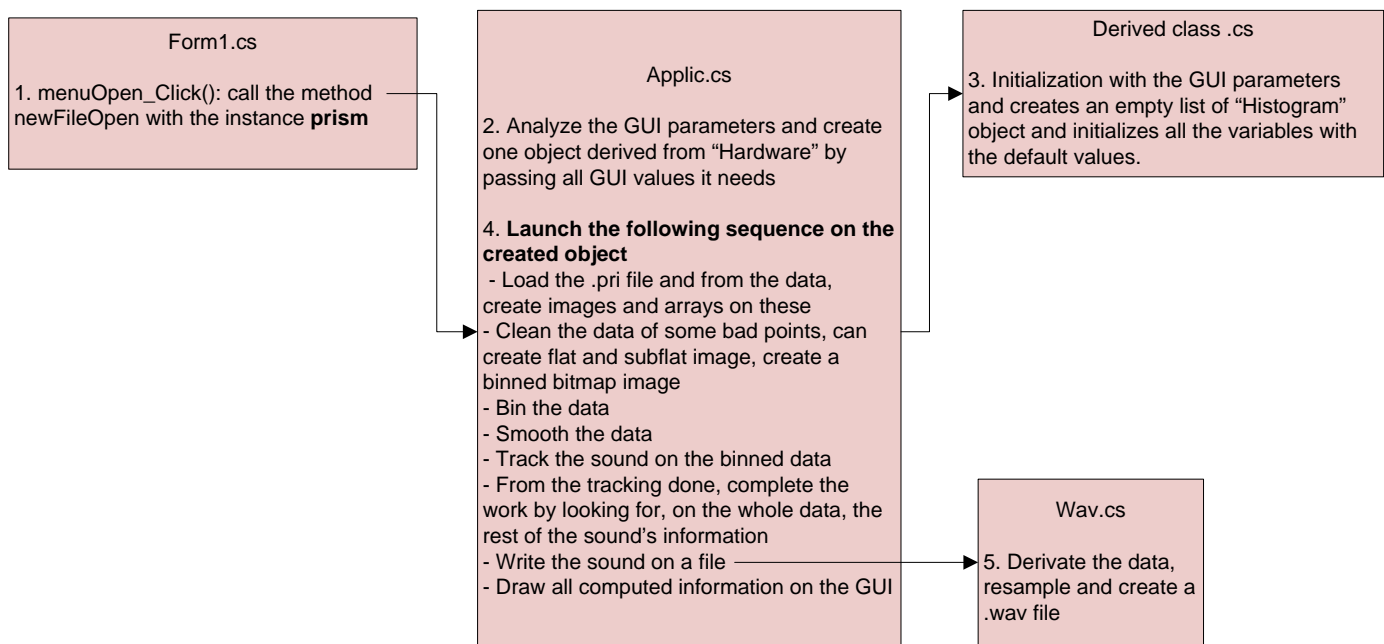 Form1.cs
1. menuOpen_Click(): call the method
newFileOpen with the instance prism
Applic.cs
2. Analyze the GUI parameters and create
one object derived from “Hardware” by
passing all GUI values it needs
4. Launch the following sequence on the
created object
- Load the .pri file and from the data,
create images and arrays on these
- Clean the data of some bad points, can
create flat and subflat image, create a
binned bitmap image
- Bin the data
- Smooth the data
- Track the sound on the binned data
- From the tracking done, complete the
work by looking for, on the whole data, the
rest of the sound’s information
- Write the sound on a file
- Draw all computed information on the GUI
Derived class .cs
3. Initialization with the GUI parameters
and creates an empty list of “Histogram”
object and initializes all the variables with
the default values.
Wav.cs
5. Derivate the data,
resample and create a
.wav file